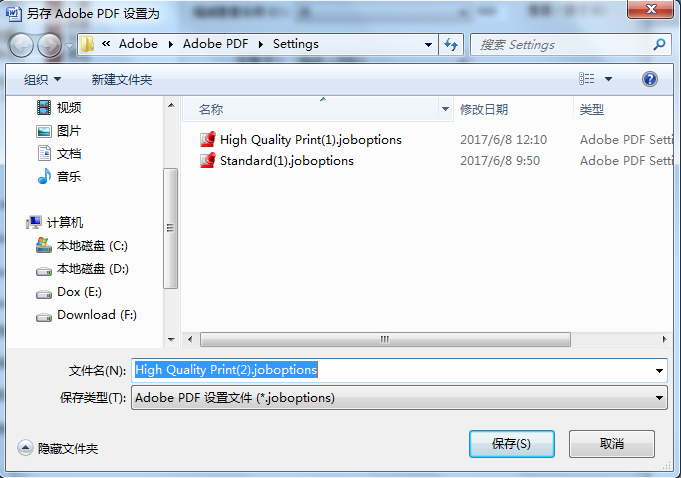 另存 Adobe PDF 设置为
« Adobe Adobe PDF Settings
搜索 Settings
组织 新建文件夹
视频
图片
文档
音乐
计算机
本地磁盘 (C:)
本地磁盘 (D:)
Dox (E:)
Download (F:)
名称 修改日期 类型
High Quality Print(1).joboptions 2017/6/8 12:10 Adobe PDF Setti
Standard(1).joboptions 2017/6/8 9:50 Adobe PDF Setti
文件名(N): High Quality Print(2).joboptions
保存类型(T): Adobe PDF 设置文件 (*.joboptions)
隐藏文件夹
保存(S) 取消